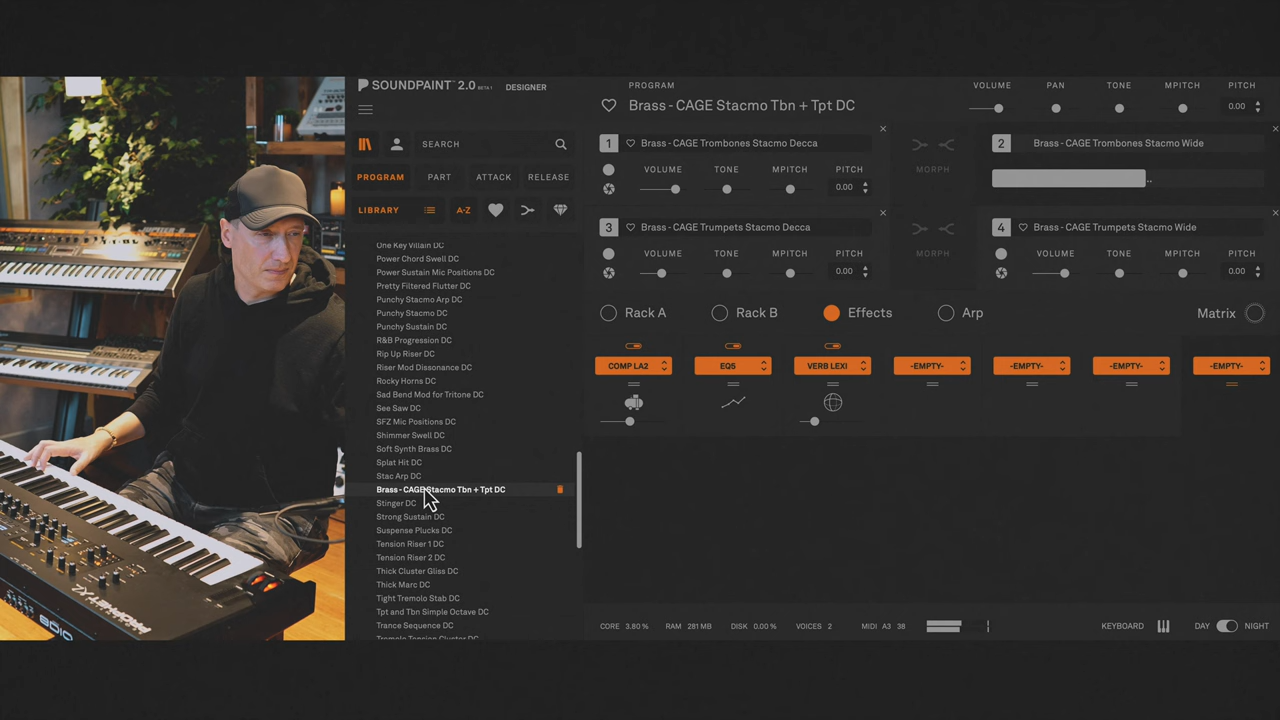 SOUNDPAINT 2.0 BETA 1 DESIGNER
SEARCH
PROGRAM PART ATTACK RELEASE
LIBRARY A-Z
One Key Villain DC
Power Chord Swell DC
Power Sustain Mic Positions DC
Pretty Filtered Flutter DC
Punchy Stacmo Arp DC
Punchy Stacmo DC
Punchy Sustain DC
R&B Progression DC
Rip Up Riser DC
Riser Mod Dissonance DC
Rocky Horns DC
Sad Bend Mod for Tritone DC
See Saw DC
SFZ Mic Positions DC
Shimmer Swell DC
Soft Synth Brass DC
Splat Hit DC
Stac Arp DC
Brass - CAGE Stacmo Tbn + Tpt DC
Stinger DC
Strong Sustain DC
Suspense Plucks DC
Tension Riser 1 DC
Tension Riser 2 DC
Thick Cluster Gliss DC
Thick Marc DC
Tight Tremolo Stab DC
Tpt and Tbn Simple Octave DC
Trance Sequence DC
Tremolo Tension Cluster DC
PROGRAM
Brass - CAGE Stacmo Tbn + Tpt DC
VOLUME PAN TONE MPITCH PITCH
0.00
1 Brass - CAGE Trombones Stacmo Decca
VOLUME TONE MPITCH PITCH
0.00
MORPH
2 Brass - CAGE Trombones Stacmo Wide
..
3 Brass - CAGE Trumpets Stacmo Decca
VOLUME TONE MPITCH PITCH
0.00
MORPH
4 Brass - CAGE Trumpets Stacmo Wide
VOLUME TONE MPITCH PITCH
0.00
Rack A Rack B Effects Arp Matrix
COMP LA2 EQ5 VERB LEXI -EMPTY- -EMPTY- -EMPTY- -EMPTY-
CORE 3.80 % RAM 281 MB DISK 0.00 % VOICES 2 MIDI A3 38
KEYBOARD DAY NIGHT